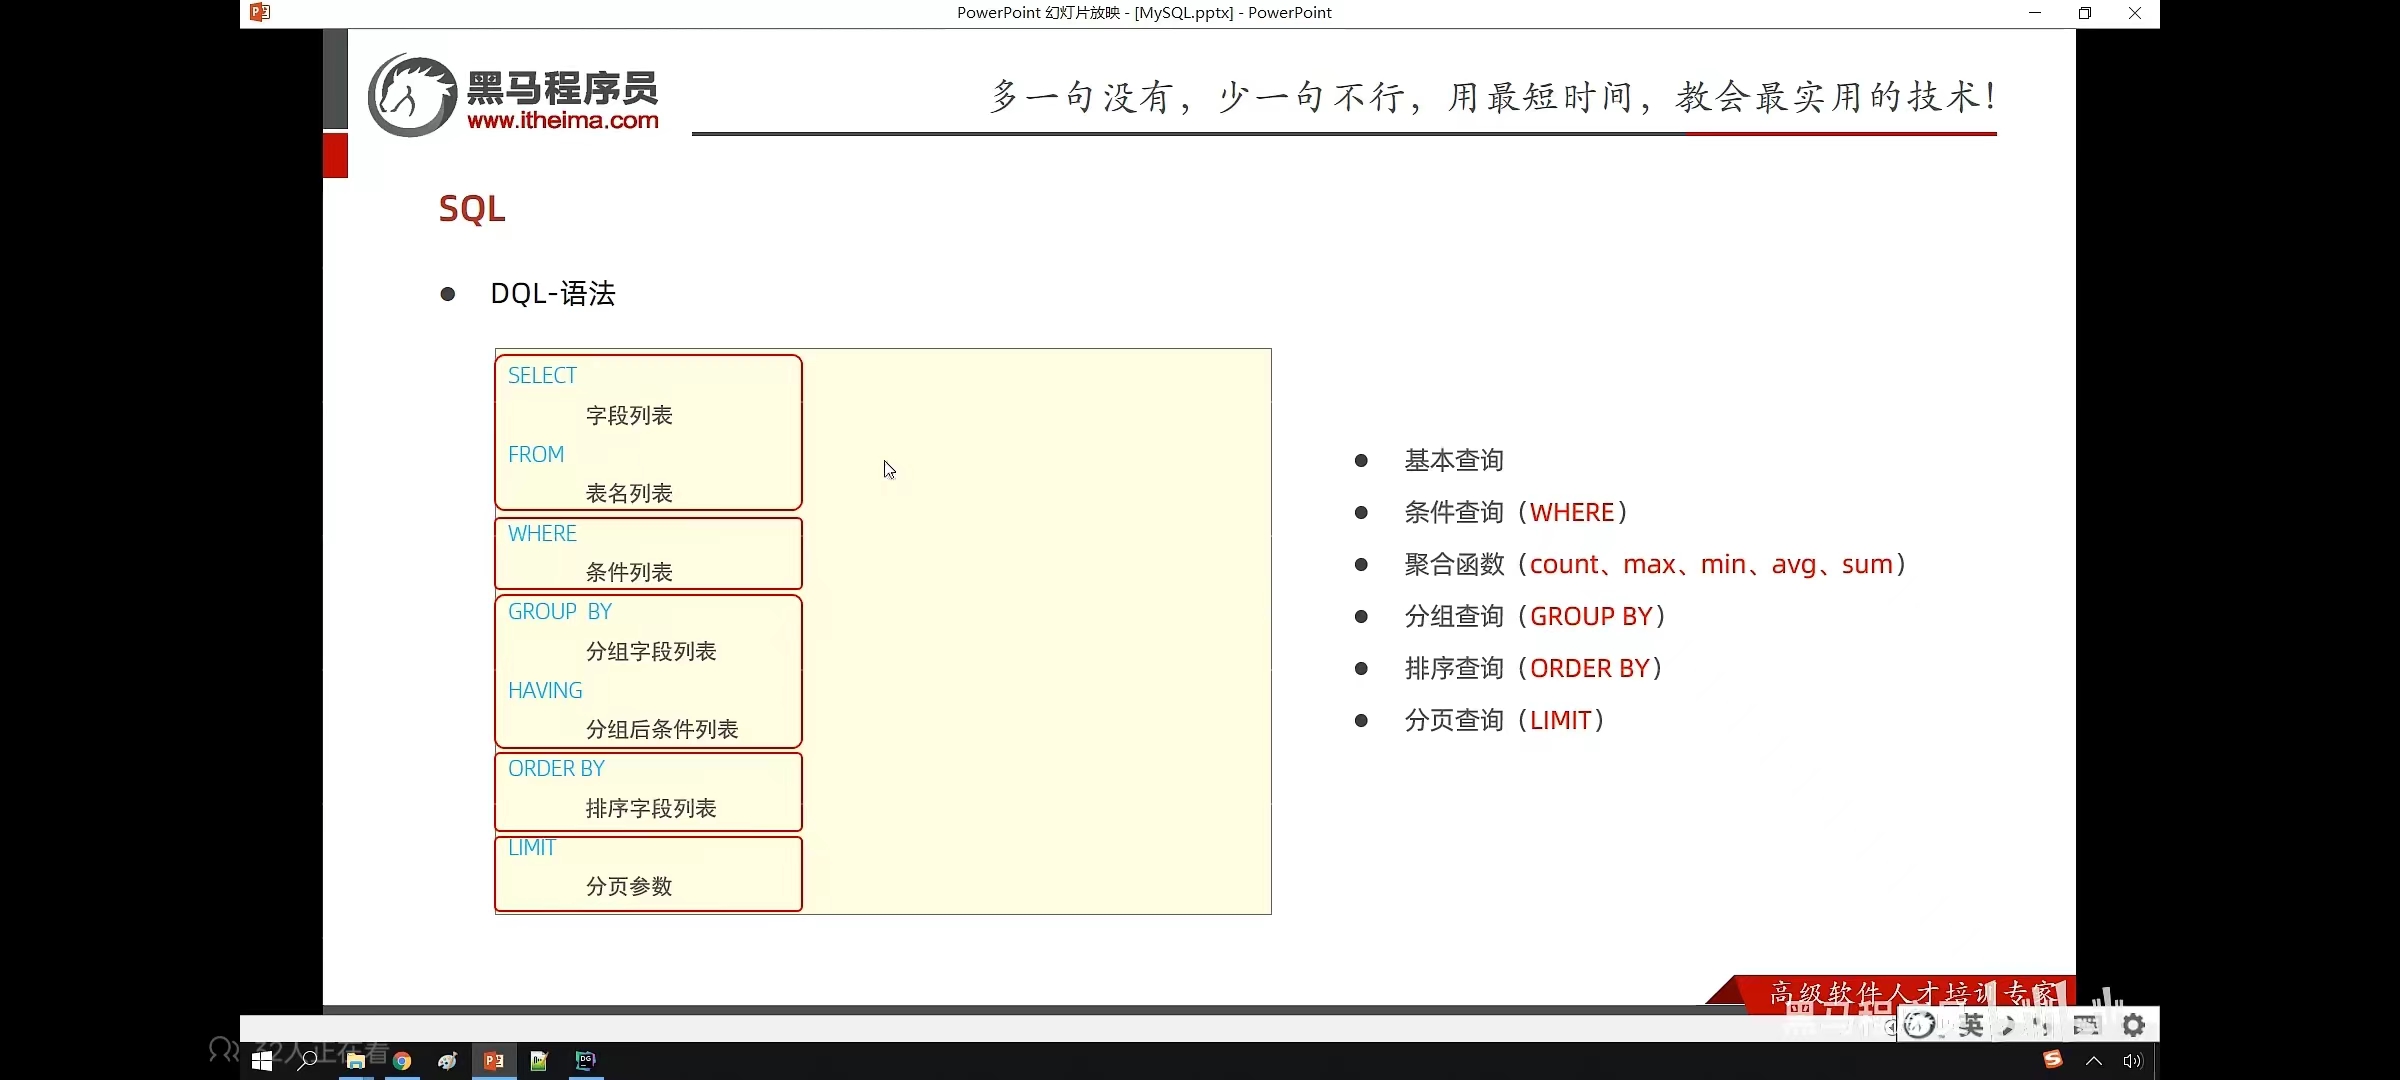 PowerPoint 幻灯片放映 - [MySQL.pptx] - PowerPoint
黑马程序员
www.itheima.com
多一句没有，少一句不行，用最短时间，教会最实用的技术！
SQL
DQL-语法
SELECT
字段列表
FROM
表名列表
WHERE
条件列表
GROUP BY
分组字段列表
HAVING
分组后条件列表
ORDER BY
排序字段列表
LIMIT
分页参数
基本查询
条件查询（WHERE）
聚合函数（count、max、min、avg、sum）
分组查询（GROUP BY）
排序查询（ORDER BY）
分页查询（LIMIT）
高级软件人才培训专家
黑马程序员
英
32人正在看